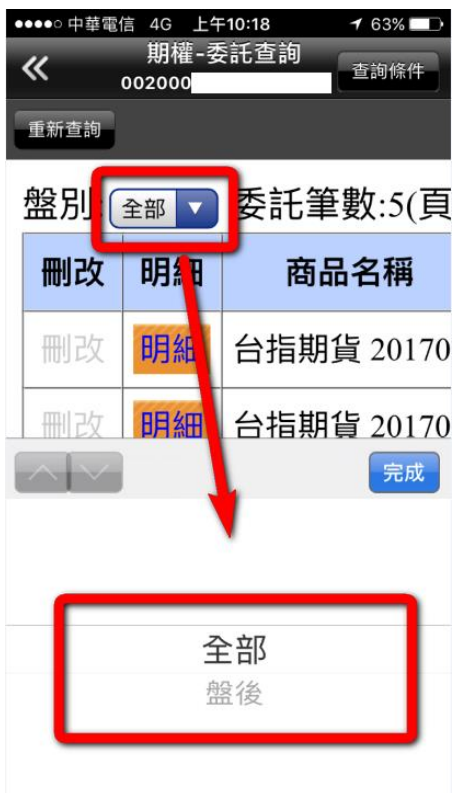 中華電信 4G 上午10:18 63%
期權-委託查詢
002000
查詢條件
重新查詢
盤別: 全部 委託筆數:5(頁
刪改 明細 商品名稱
刪改 明細 台指期貨 20170
刪改 明細 台指期貨 20170
完成
全部
盤後